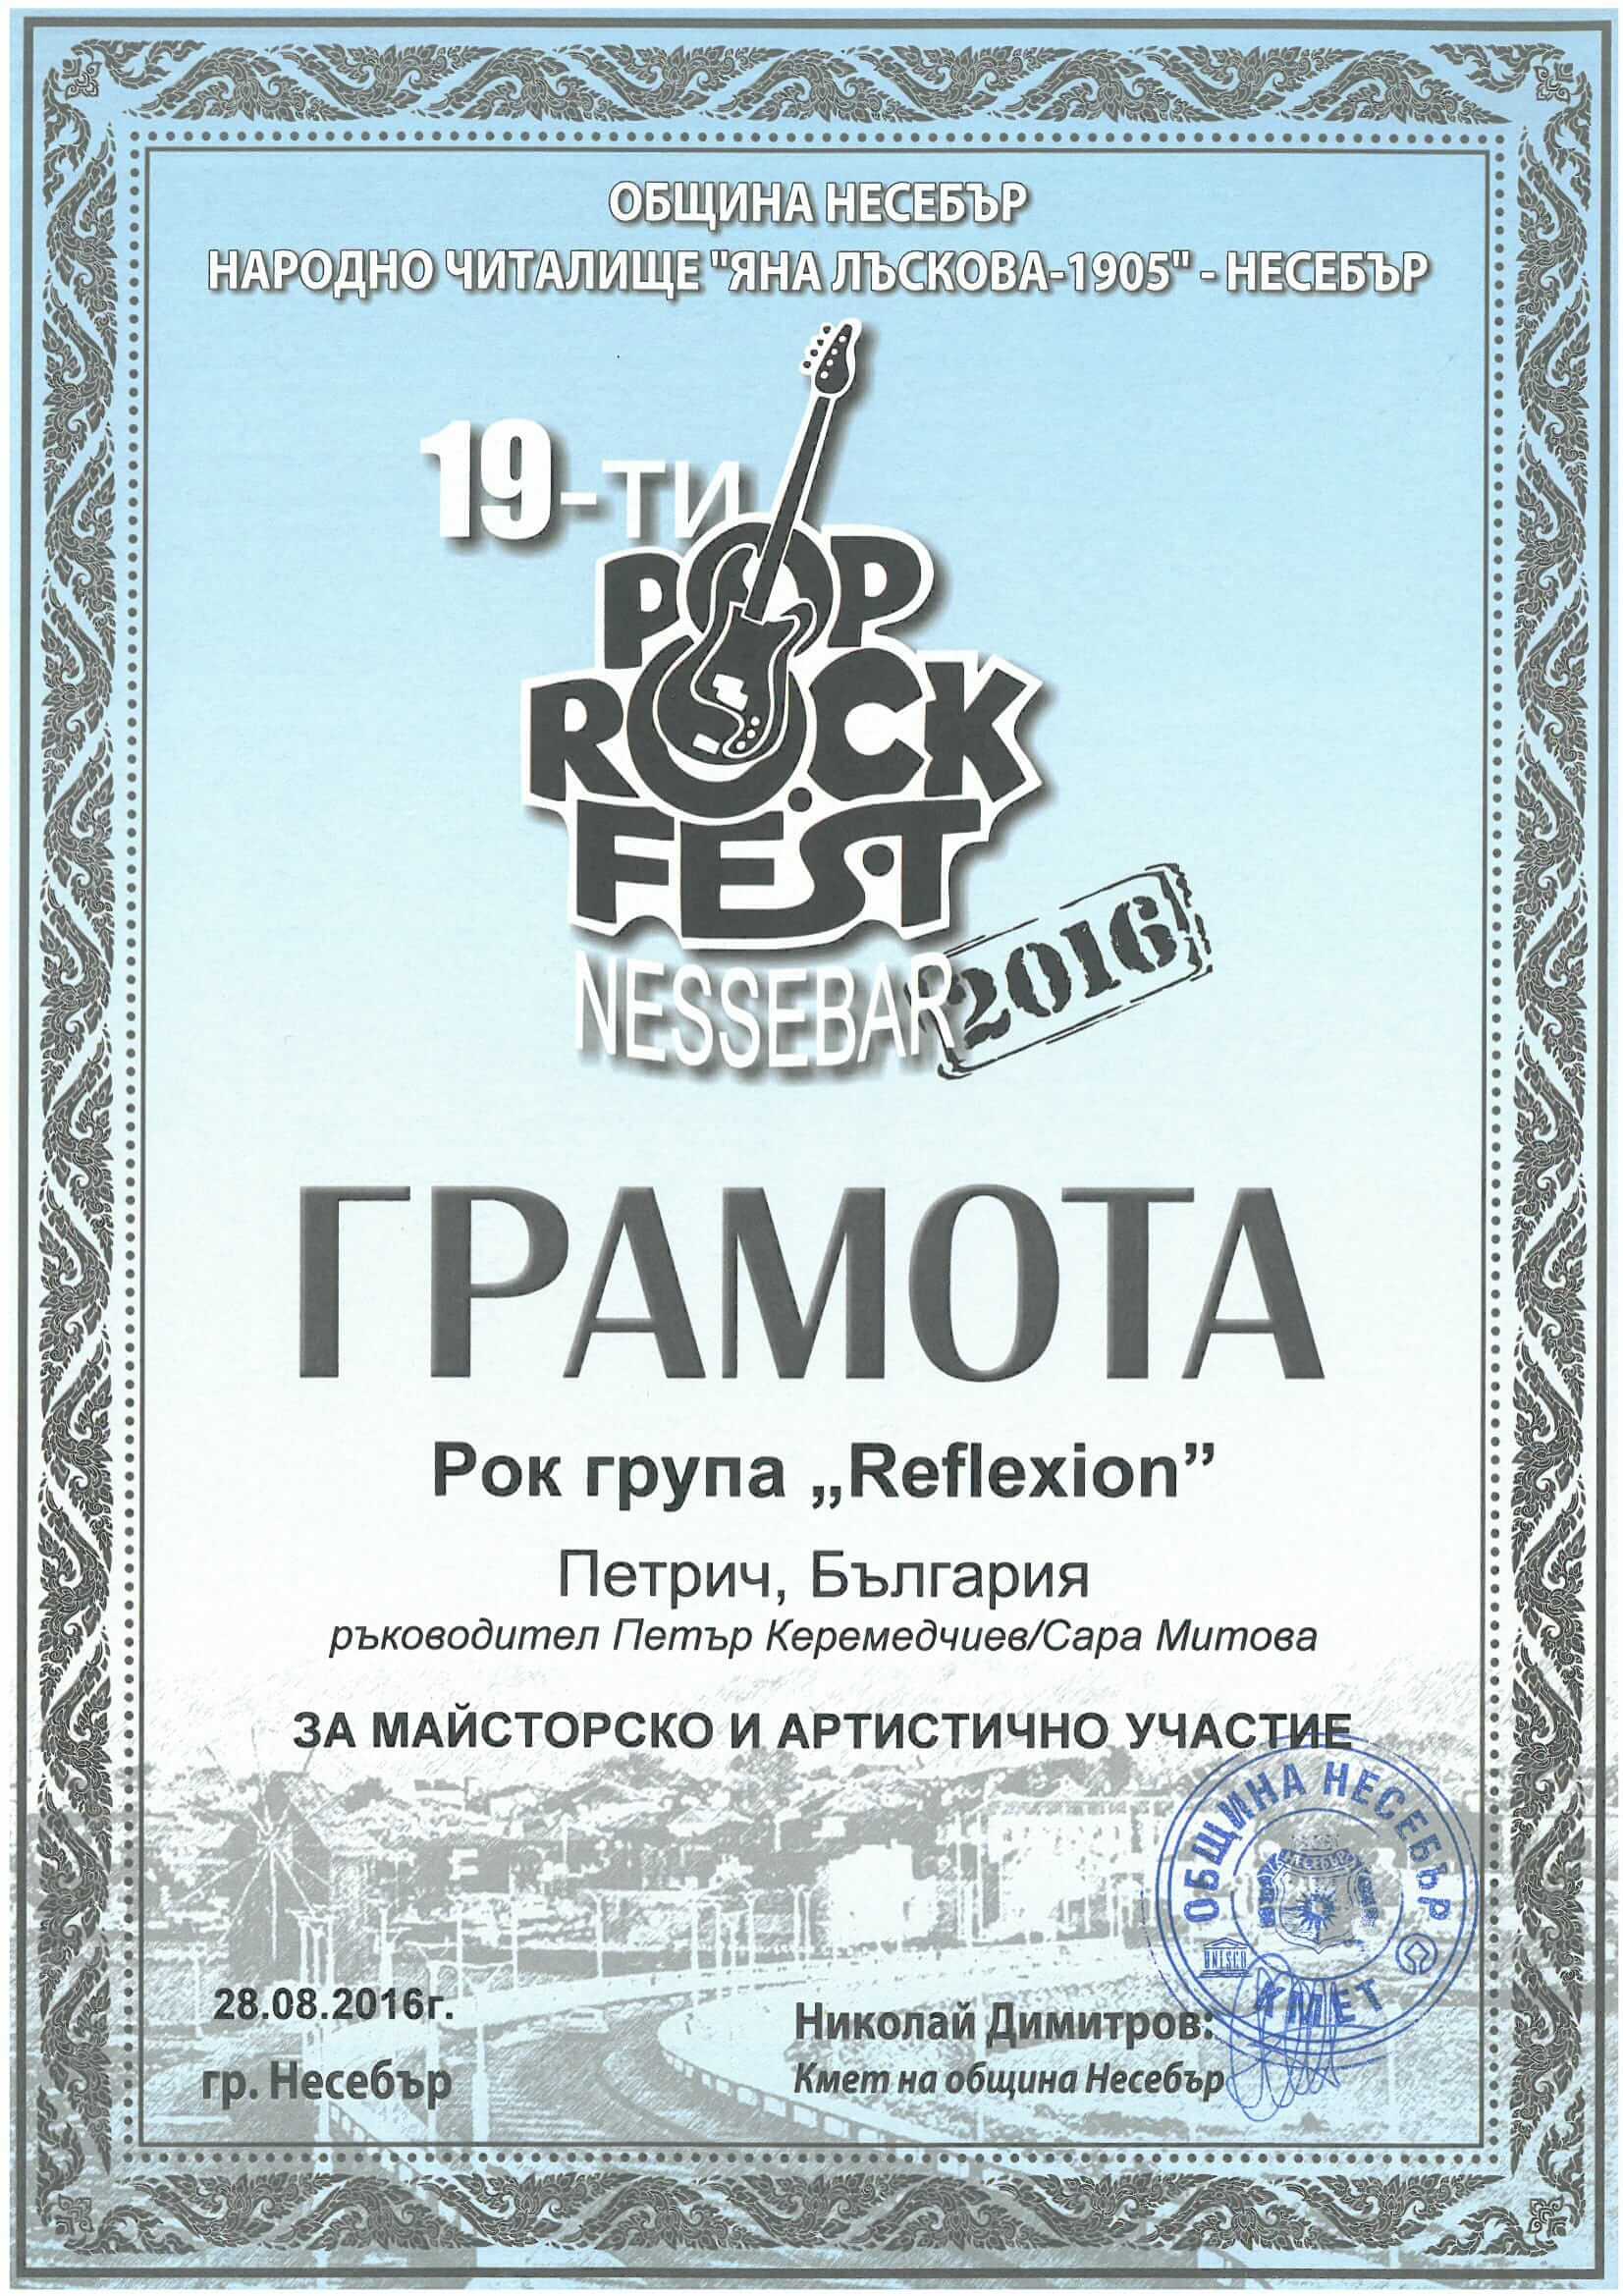 ОБЩИНА НЕСЕБЪР
НАРОДНО ЧИТАЛИЩЕ "ЯНА ЛЪСКОВА-1905" - НЕСЕБЪР
19-ТИ
POP
ROCK
FEST
NESSEBAR
2016
ГРАМОТА
Рок група „Reflexion”
Петрич, България
ръководител Петър Керемедчиев/Сара Митова
ЗА МАЙСТОРСКО И АРТИСТИЧНО УЧАСТИЕ
ОБЩИНА НЕСЕБЪР
НЕСЕБЪР
UNESCO
КМЕТ
28.08.2016г.
гр. Несебър
Николай Димитров:
Кмет на община Несебър